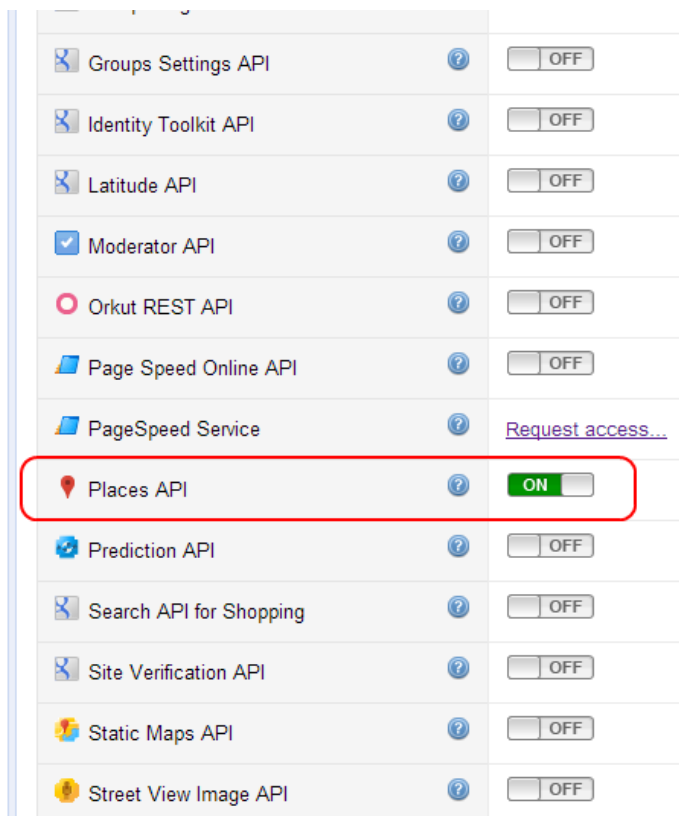 Groups Settings API OFF
Identity Toolkit API OFF
Latitude API OFF
Moderator API OFF
Orkut REST API OFF
Page Speed Online API OFF
PageSpeed Service Request access...
Places API ON
Prediction API OFF
Search API for Shopping OFF
Site Verification API OFF
Static Maps API OFF
Street View Image API OFF